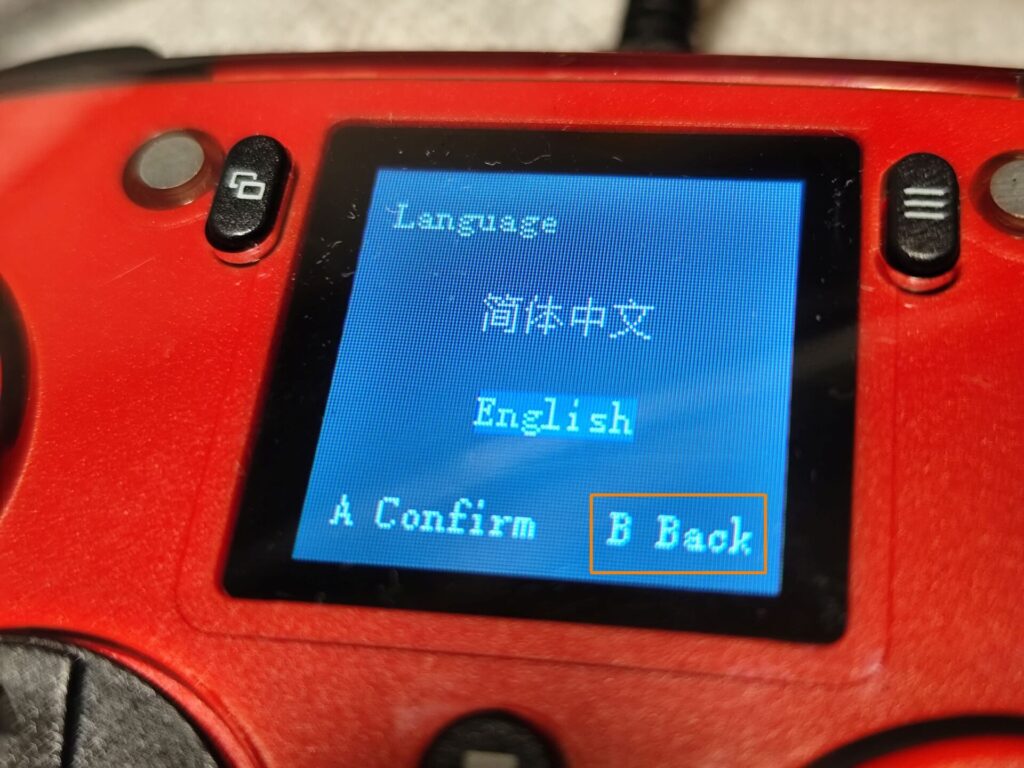 Language
简体中文
English
A Confirm B Back